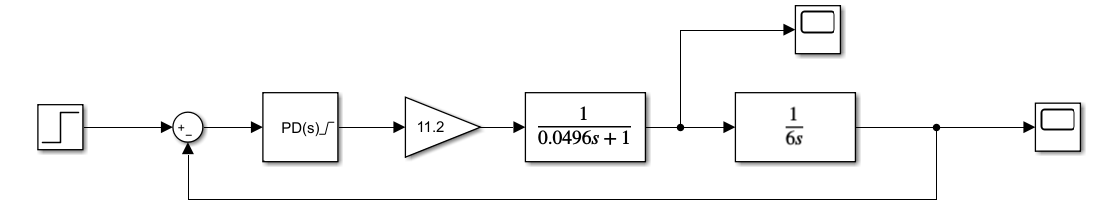 +
−
PD(s)
11.2
1
0.0496s + 1
1
6s